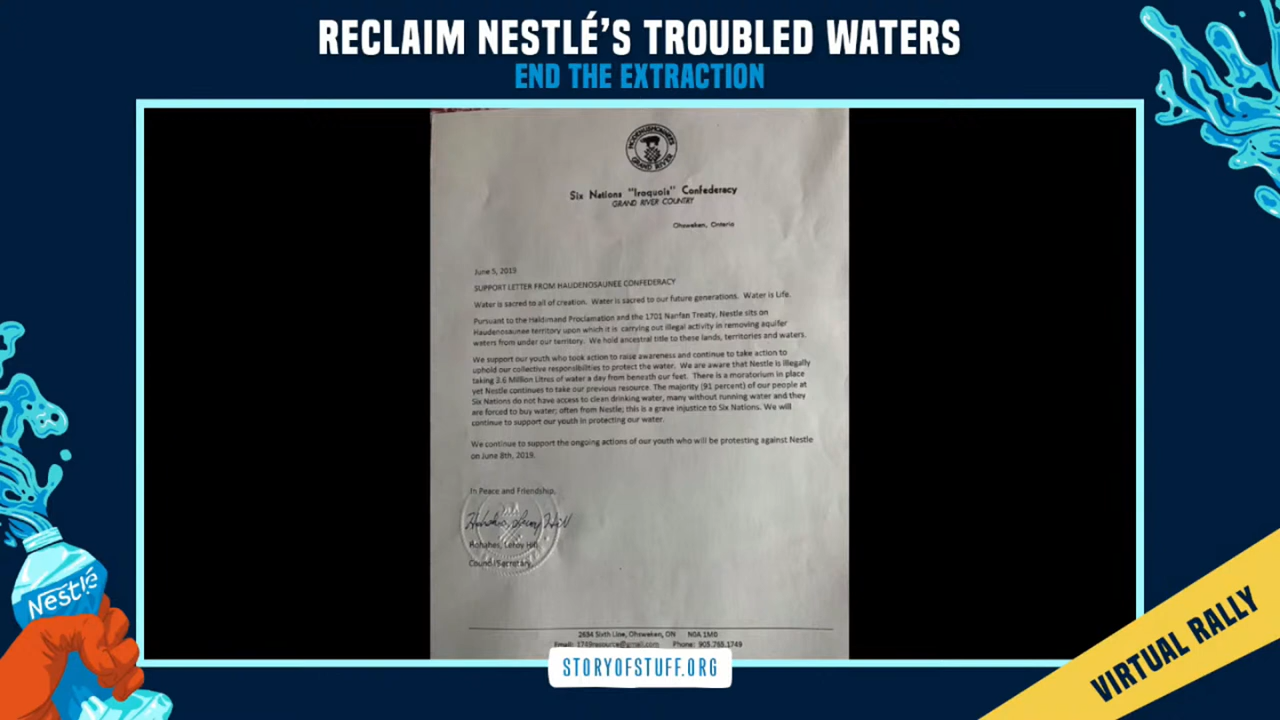 RECLAIM NESTLÉ'S TROUBLED WATERS
END THE EXTRACTION
HAUDENOSAUNEE
GRAND RIVER
Six Nations "Iroquois" Confederacy
GRAND RIVER COUNTRY
Ohsweken, Ontario
June 5, 2019
SUPPORT LETTER FROM HAUDENOSAUNEE CONFEDERACY
Water is sacred to all of creation. Water is sacred to our future generations. Water is Life.
Pursuant to the Haldimand Proclamation and the 1701 Nanfan Treaty, Nestle sits on
Haudenosaunee territory upon which it is carrying out illegal activity in removing aquifer
waters from under our territory. We hold ancestral title to these lands, territories and waters.
We support our youth who took action to raise awareness and continue to take action to
uphold our collective responsibilities to protect the water. We are aware that Nestle is illegally
taking 3.6 Million Litres of water a day from beneath our feet. There is a moratorium in place
yet Nestle continues to take our previous resource. The majority (91 percent) of our people at
Six Nations do not have access to clean drinking water, many without running water and they
are forced to buy water; often from Nestle; this is a grave injustice to Six Nations. We will
continue to support our youth in protecting our water.
We continue to support the ongoing actions of our youth who will be protesting against Nestle
on June 8th, 2019.
In Peace and Friendship,
Hohahes, Leroy Hill
Council Secretary
2634 Sixth Line, Ohsweken, ON N0A 1M0
Email: 1749resource@gmail.com Phone: 905.765.1749
STORYOFSTUFF.ORG
Nestlé
VIRTUAL RALLY